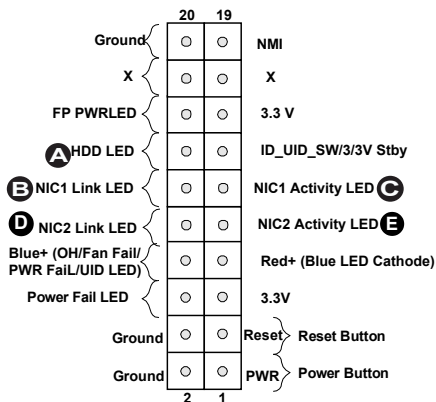 20 19
Ground NMI
X X
FP PWRLED 3.3 V
A HDD LED ID_UID_SW/3/3V Stby
B NIC1 Link LED NIC1 Activity LED C
D NIC2 Link LED NIC2 Activity LED E
Blue+ (OH/Fan Fail/
PWR FaiL/UID LED) Red+ (Blue LED Cathode)
Power Fail LED 3.3V
Ground Reset Reset Button
Ground PWR Power Button
2 1